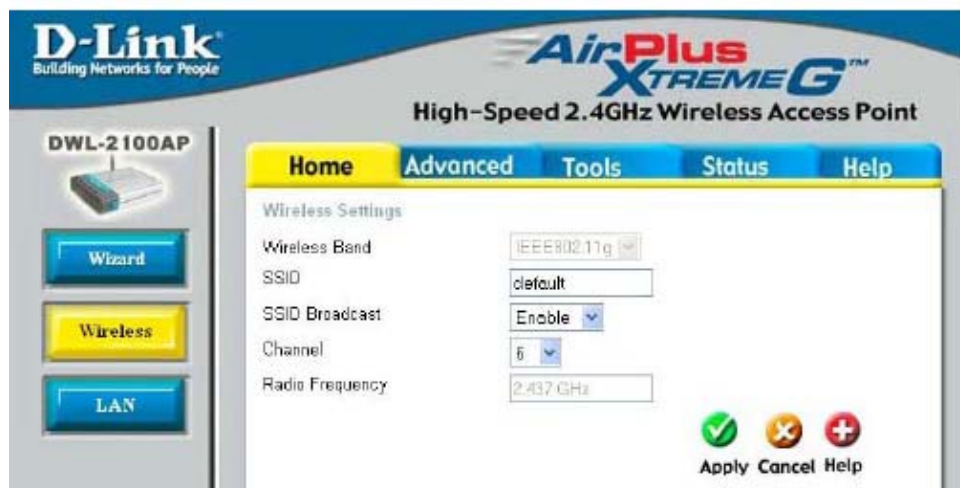 D-Link
Building Networks for People
AirPlus
XTREME G™
High-Speed 2.4GHz Wireless Access Point
DWL-2100AP
Home Advanced Tools Status Help
Wizard
Wireless
LAN
Wireless Settings
Wireless Band IEEE802.11g
SSID default
SSID Broadcast Enable
Channel 6
Radio Frequency 2.437 GHz
Apply Cancel Help